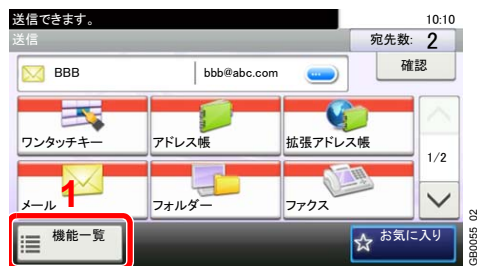 送信できます。 10:10
送信 宛先数: 2
BBB bbb@abc.com 確認
ワンタッチキー アドレス帳 拡張アドレス帳
1/2
メール フォルダー ファクス
1
機能一覧 お気に入り
GB0055 02